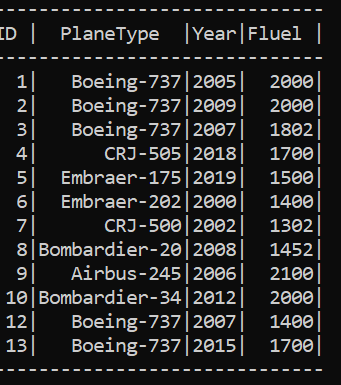 ------------------------------
ID |  PlaneType |Year|Fluel |
------------------------------
1|   Boeing-737|2005|  2000|
2|   Boeing-737|2009|  2000|
3|   Boeing-737|2007|  1802|
4|      CRJ-505|2018|  1700|
5|  Embraer-175|2019|  1500|
6|  Embraer-202|2000|  1400|
7|      CRJ-500|2002|  1302|
8|Bombardier-20|2008|  1452|
9|   Airbus-245|2006|  2100|
10|Bombardier-34|2012|  2000|
12|   Boeing-737|2007|  1400|
13|   Boeing-737|2015|  1700|
------------------------------